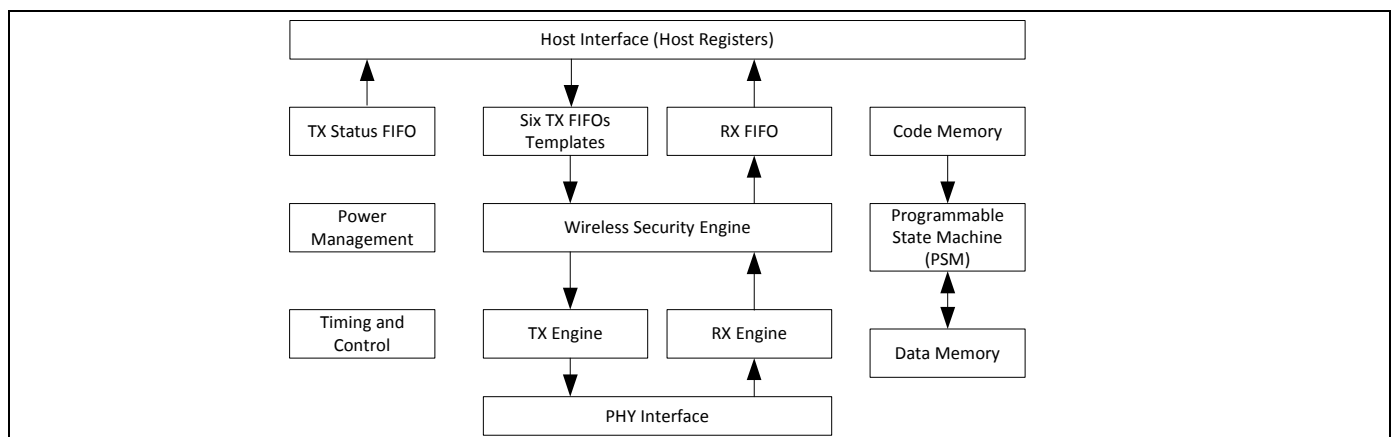 Host Interface (Host Registers)
TX Status FIFO
Six TX FIFOs
Templates
RX FIFO
Code Memory
Power
Management
Wireless Security Engine
Programmable
State Machine
(PSM)
Timing and
Control
TX Engine
RX Engine
Data Memory
PHY Interface